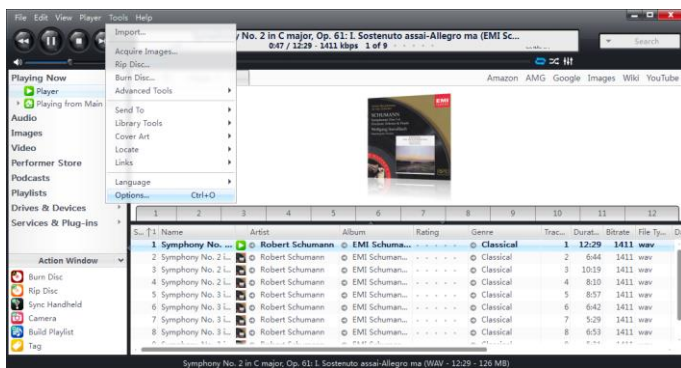 File Edit View Player Tools Help
Import...
Acquire Images...
Rip Disc...
Burn Disc...
Advanced Tools
Send To
Library Tools
Cover Art
Locate
Links
Language
Options... Ctrl+O
No. 2 in C major, Op. 61: I. Sostenuto assai-Allegro ma (EMI Sc...
0:47 / 12:29 - 1411 kbps 1 of 9
Search
Amazon AMG Google Images Wiki YouTube
Playing Now
Player
Playing from Main
Audio
Images
Video
Performer Store
Podcasts
Playlists
Drives & Devices
Services & Plug-ins
Action Window
Burn Disc
Rip Disc
Sync Handheld
Camera
Build Playlist
Tag
EMI
SCHUMANN
1 2 3 4 5 6 7 8 9 10 11 12
S... Name Artist Album Rating Genre Trac... Durat... Bitrate File Ty...
1 Symphony No. ... Robert Schumann EMI Schuma... Classical 1 12:29 1411 wav
2 Symphony No. 2 i... Robert Schumann EMI Schuman... Classical 2 6:44 1411 wav
3 Symphony No. 2 i... Robert Schumann EMI Schuman... Classical 3 10:19 1411 wav
4 Symphony No. 2 i... Robert Schumann EMI Schuman... Classical 4 8:10 1411 wav
5 Symphony No. 3 i... Robert Schumann EMI Schuman... Classical 5 8:57 1411 wav
6 Symphony No. 3 i... Robert Schumann EMI Schuman... Classical 6 6:42 1411 wav
7 Symphony No. 3 i... Robert Schumann EMI Schuman... Classical 7 5:29 1411 wav
8 Symphony No. 3 i... Robert Schumann EMI Schuman... Classical 8 6:53 1411 wav
Symphony No. 2 in C major, Op. 61: I. Sostenuto assai-Allegro ma (WAV - 12:29 - 126 MB)